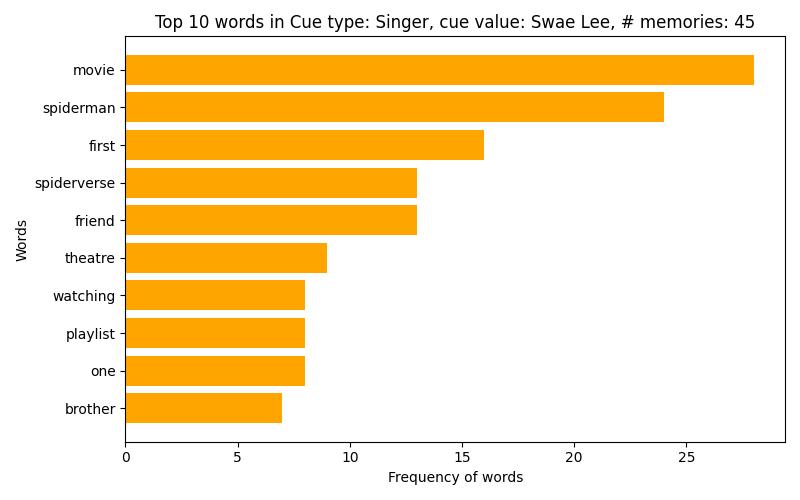 Top 10 words in Cue type: Singer, cue value: Swae Lee, # memories: 45
movie
spiderman
first
spiderverse
friend
theatre
watching
playlist
one
brother
Words
0 5 10 15 20 25
Frequency of words